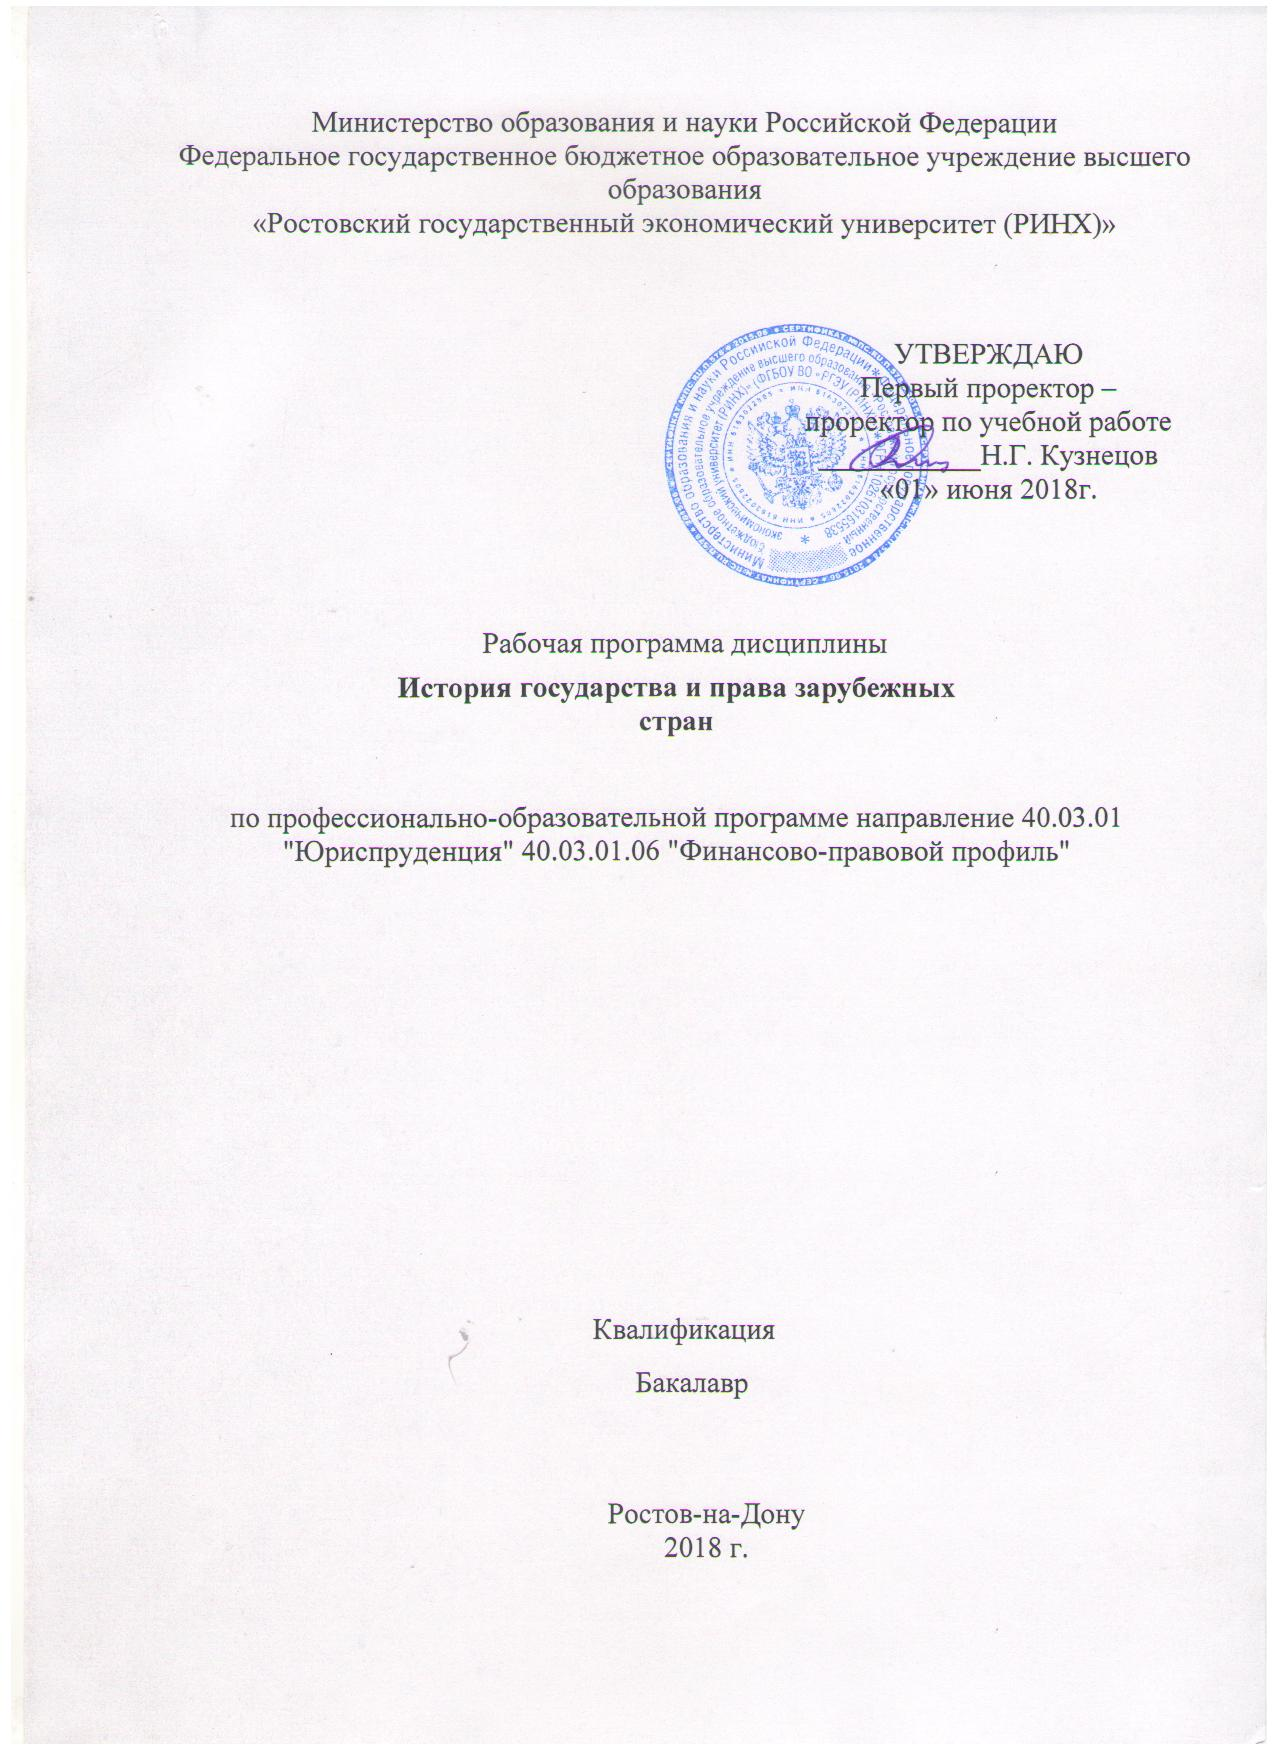 Министерство образования и науки Российской Федерации
Федеральное государственное бюджетное образовательное учреждение высшего
образования
«Ростовский государственный экономический университет (РИНХ)»
УТВЕРЖДАЮ
Первый проректор –
проректор по учебной работе
Н.Г. Кузнецов
«01» июня 2018г.
Рабочая программа дисциплины
История государства и права зарубежных
стран
по профессионально-образовательной программе направление 40.03.01
"Юриспруденция" 40.03.01.06 "Финансово-правовой профиль"
Квалификация
Бакалавр
Ростов-на-Дону
2018 г.